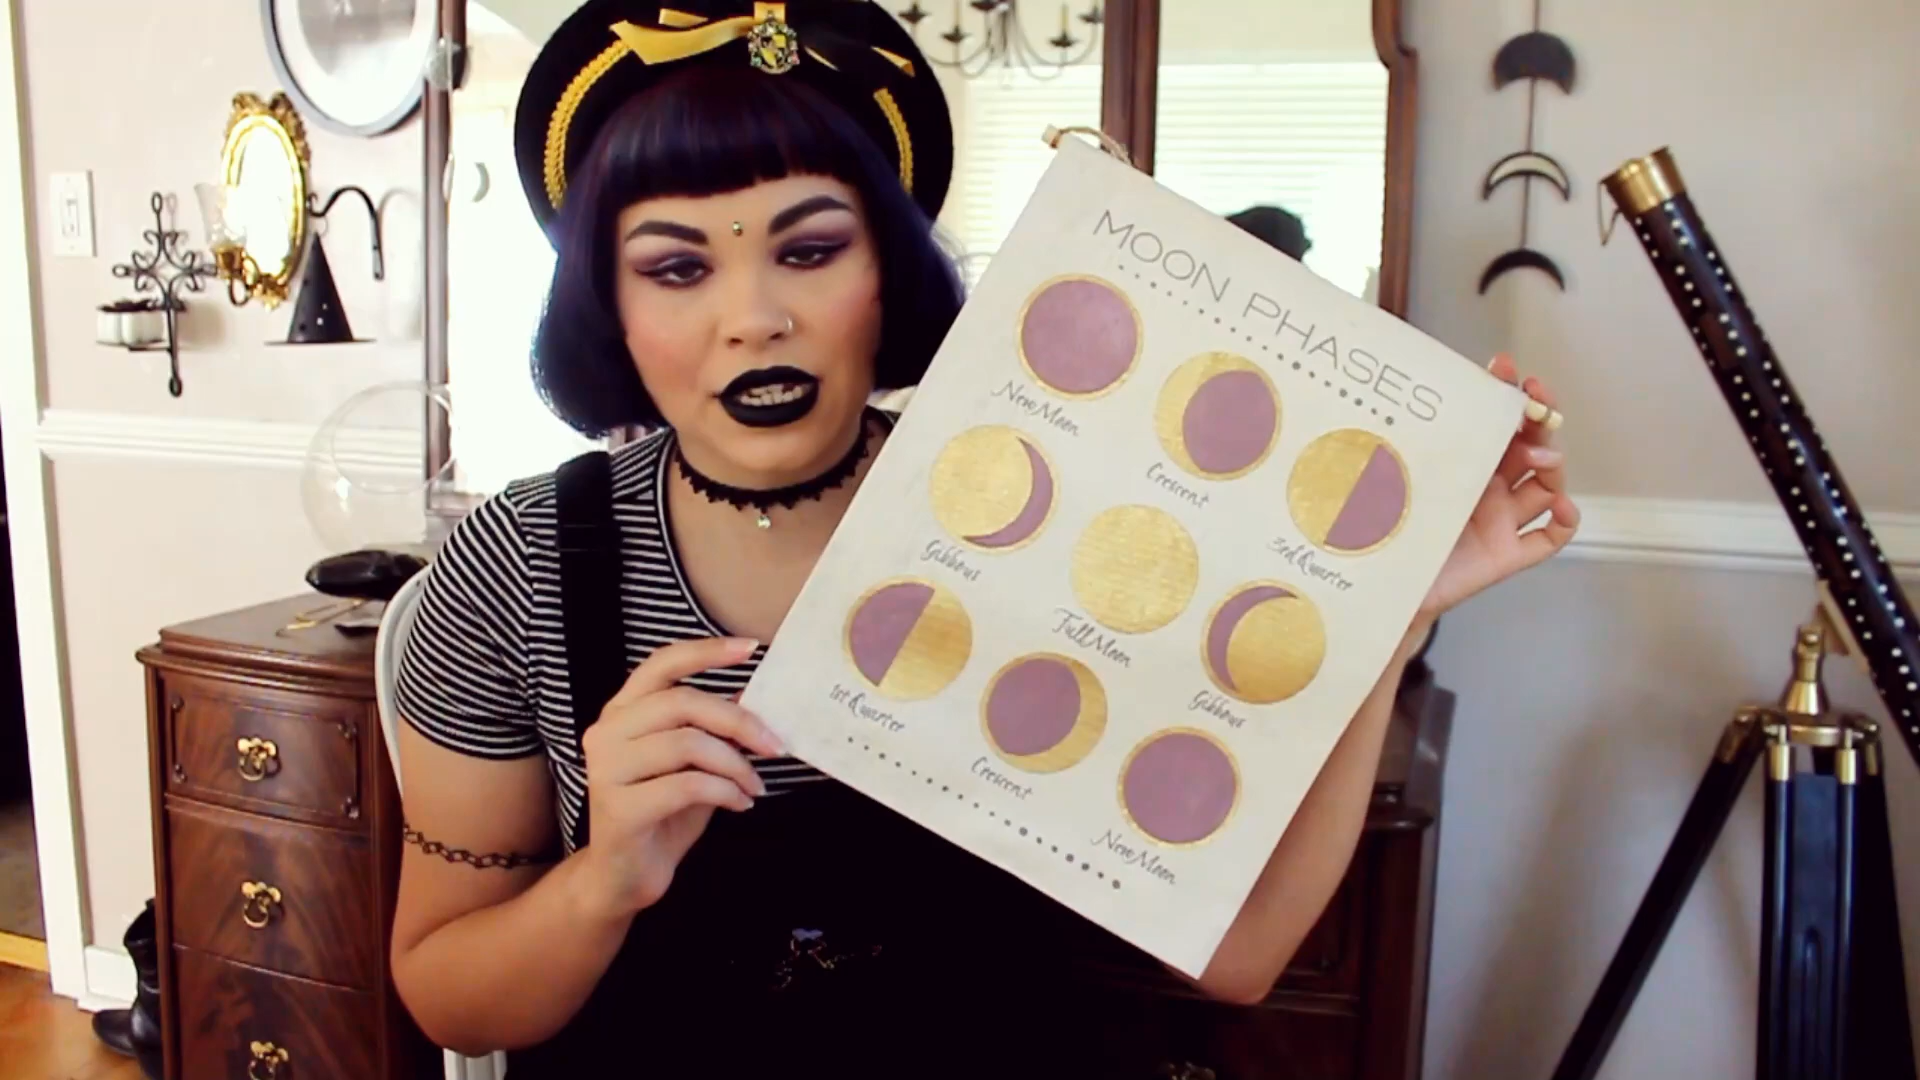 MOON PHASES
New Moon
Crescent
3rd Quarter
Gibbous
Full Moon
Gibbous
1st Quarter
Crescent
New Moon